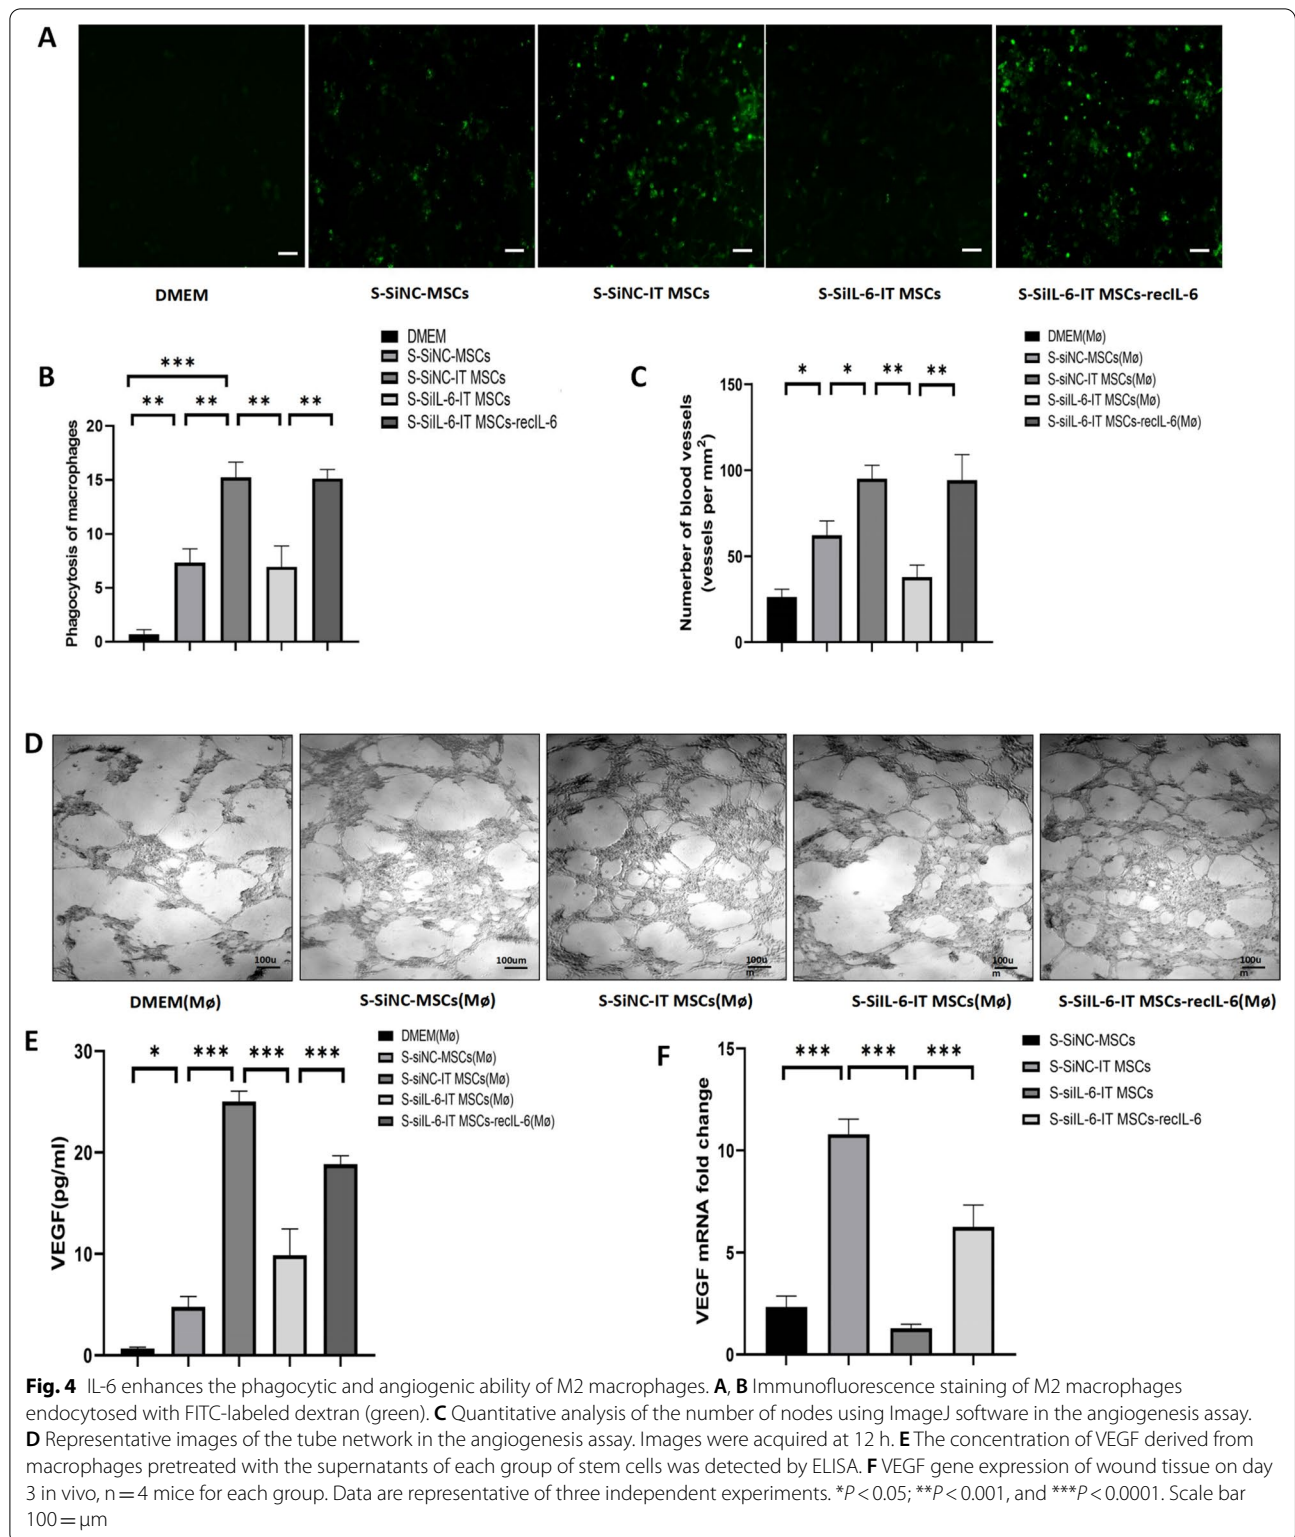 A
DMEM
S-SiNC-MSCs
S-SiNC-IT MSCs
S-SiIL-6-IT MSCs
S-SiIL-6-IT MSCs-recIL-6
B
***
**
**
**
**
DMEM
S-SiNC-MSCs
S-SiNC-IT MSCs
S-SiIL-6-IT MSCs
S-SiIL-6-IT MSCs-recIL-6
Phagocytosis of macrophages
20
15
10
5
0
C
*
*
**
**
DMEM(Mø)
S-siNC-MSCs(Mø)
S-siNC-IT MSCs(Mø)
S-siIL-6-IT MSCs(Mø)
S-siIL-6-IT MSCs-recIL-6(Mø)
Numerber of blood vessels
(vessels per mm²)
150
100
50
0
D
100u
m
100um
100u
m
100u
m
100u
m
DMEM(Mø)
S-SiNC-MSCs(Mø)
S-SiNC-IT MSCs(Mø)
S-SiIL-6-IT MSCs(Mø)
S-SiIL-6-IT MSCs-recIL-6(Mø)
E
*
***
***
***
DMEM(Mø)
S-siNC-MSCs(Mø)
S-siNC-IT MSCs(Mø)
S-siIL-6-IT MSCs(Mø)
S-siIL-6-IT MSCs-recIL-6(Mø)
VEGF(pg/ml)
30
20
10
0
F
***
***
***
S-SiNC-MSCs
S-SiNC-IT MSCs
S-siIL-6-IT MSCs
S-siIL-6-IT MSCs-recIL-6
VEGF mRNA fold change
15
10
5
0
Fig. 4 IL-6 enhances the phagocytic and angiogenic ability of M2 macrophages. A, B Immunofluorescence staining of M2 macrophages
endocytosed with FITC-labeled dextran (green). C Quantitative analysis of the number of nodes using ImageJ software in the angiogenesis assay.
D Representative images of the tube network in the angiogenesis assay. Images were acquired at 12 h. E The concentration of VEGF derived from
macrophages pretreated with the supernatants of each group of stem cells was detected by ELISA. F VEGF gene expression of wound tissue on day
3 in vivo, n = 4 mice for each group. Data are representative of three independent experiments. *P < 0.05; **P < 0.001, and ***P < 0.0001. Scale bar
100 = μm